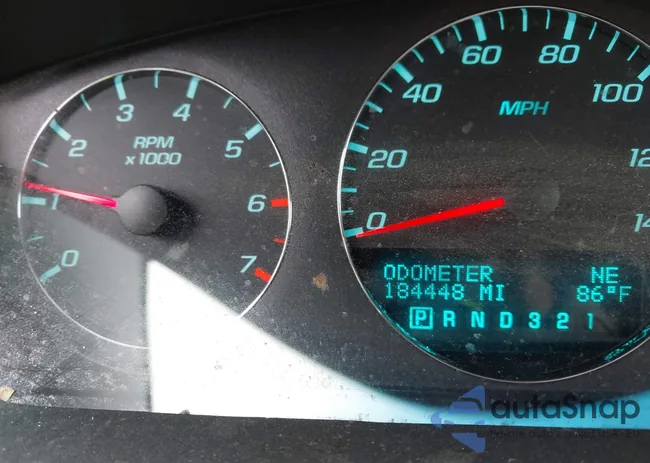 0 1 2 3 4 5 6 7
RPM
x1000
0 20 40 60 80 100
MPH
ODOMETER NE
184448 MI 86°F
P R N D 3 2 1
autoSnap